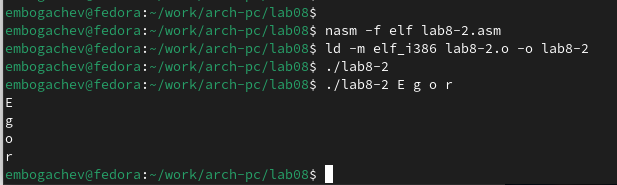 embogachev@fedora:~/work/arch-pc/lab08$
embogachev@fedora:~/work/arch-pc/lab08$ nasm -f elf lab8-2.asm
embogachev@fedora:~/work/arch-pc/lab08$ ld -m elf_i386 lab8-2.o -o lab8-2
embogachev@fedora:~/work/arch-pc/lab08$ ./lab8-2
embogachev@fedora:~/work/arch-pc/lab08$ ./lab8-2 E g o r
E
g
o
r
embogachev@fedora:~/work/arch-pc/lab08$